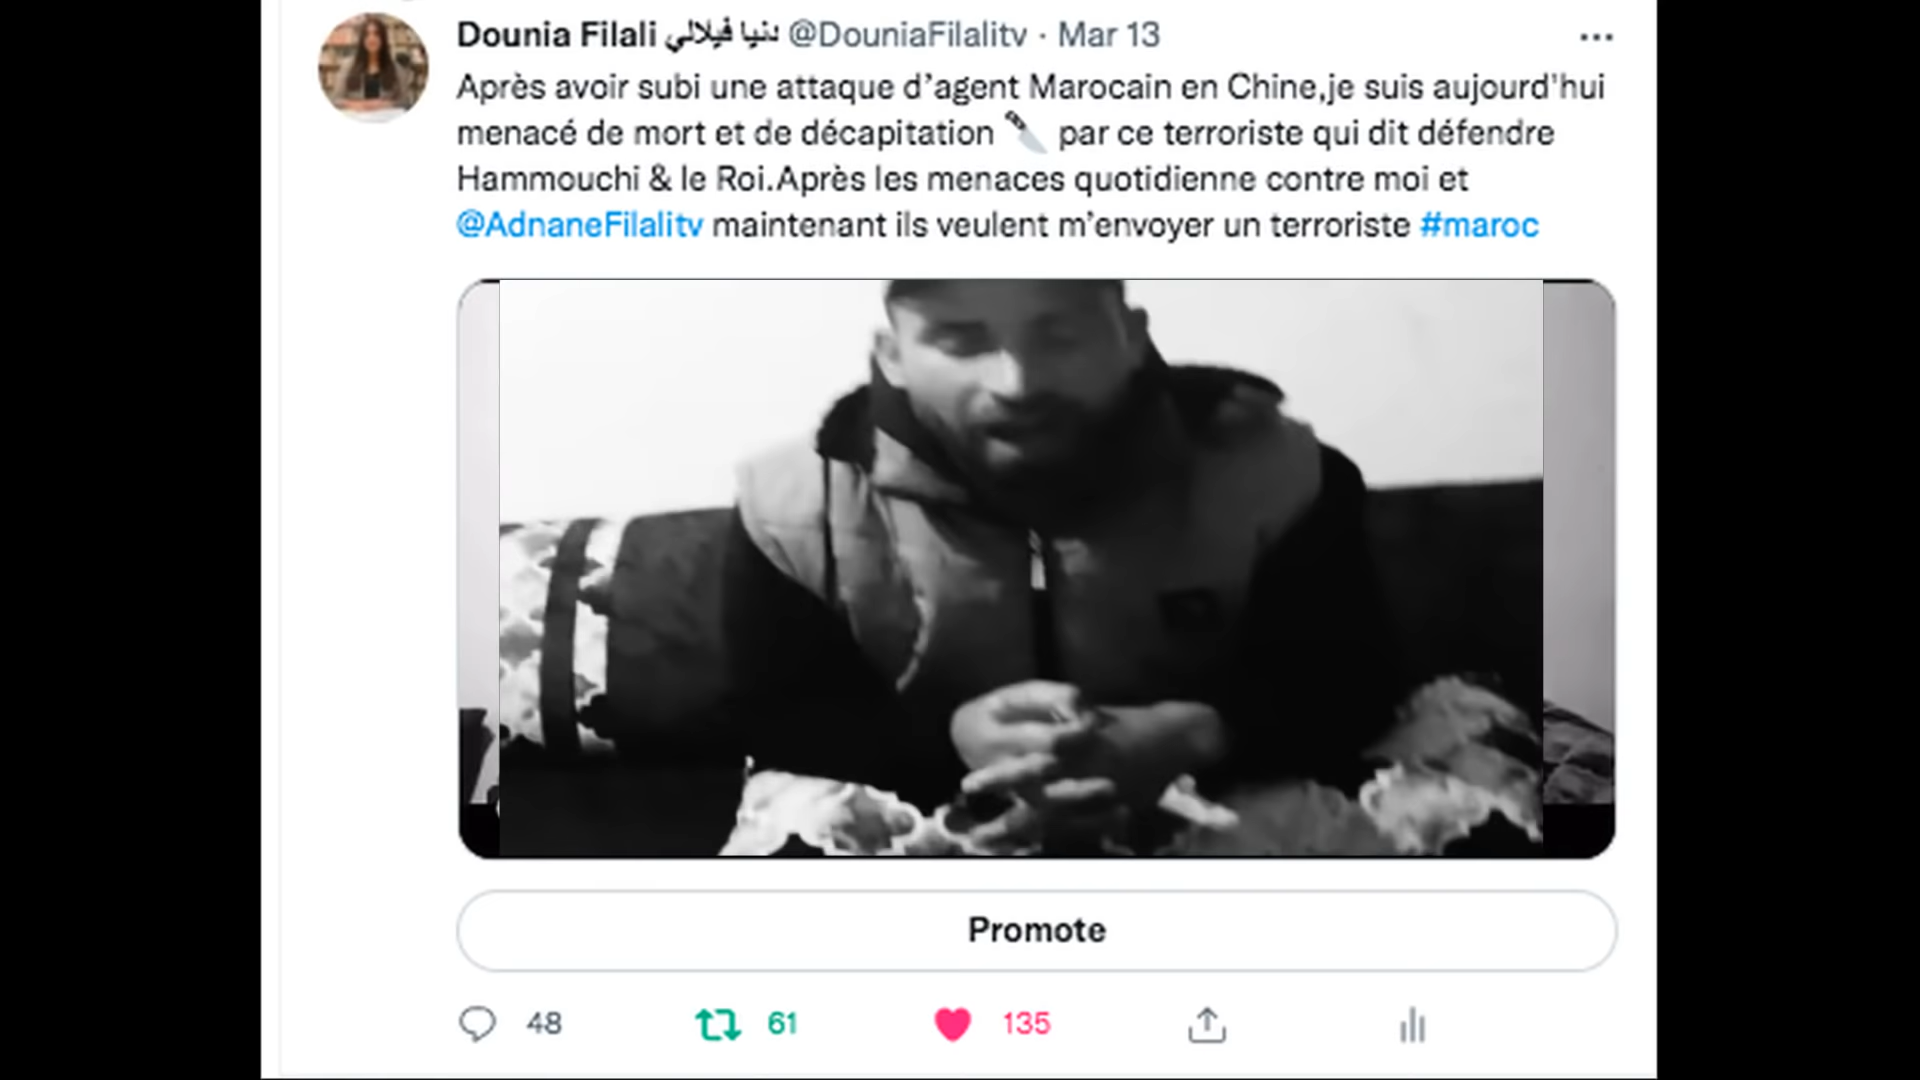 Dounia Filali دنيا فيلالي @DouniaFilalitv · Mar 13
Après avoir subi une attaque d’agent Marocain en Chine,je suis aujourd'hui
menacé de mort et de décapitation 🔪 par ce terroriste qui dit défendre
Hammouchi & le Roi.Après les menaces quotidienne contre moi et
@AdnaneFilalitv maintenant ils veulent m’envoyer un terroriste #maroc
Promote
48 61 135